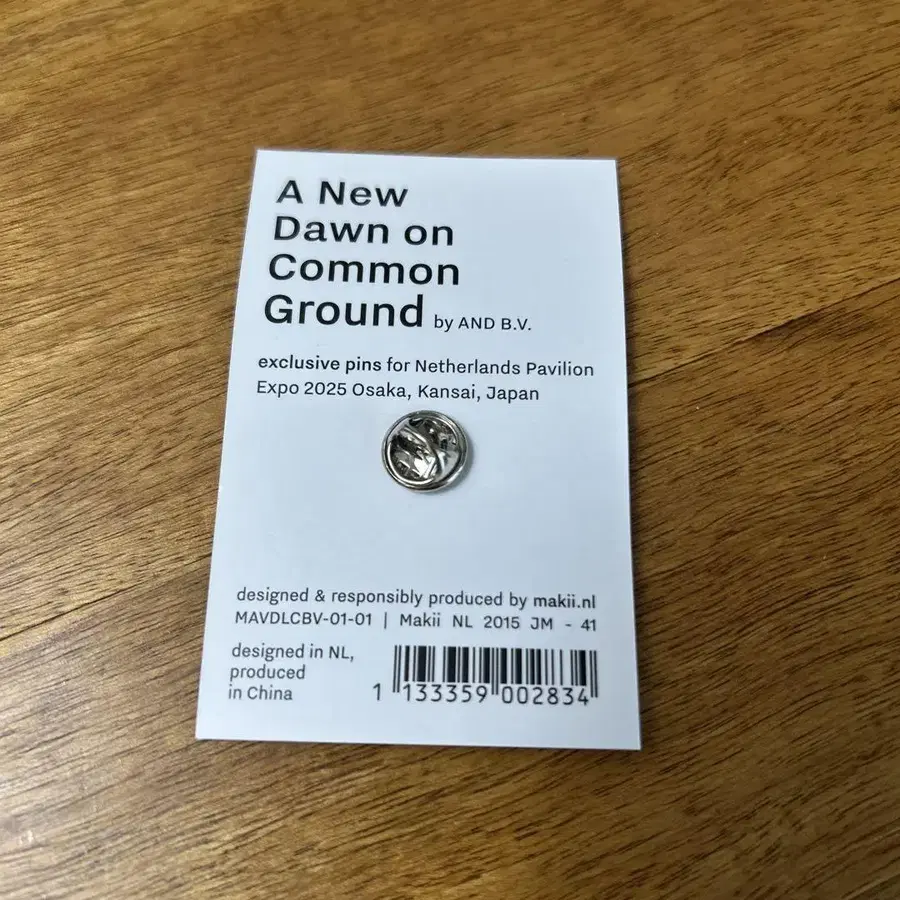 A New
Dawn on
Common
Ground by AND B.V.
exclusive pins for Netherlands Pavilion
Expo 2025 Osaka, Kansai, Japan
designed & responsibly produced by makii.nl
MAVDLCBV-01-01 | Makii NL 2015 JM - 41
designed in NL,
produced
in China
1 133359 002834